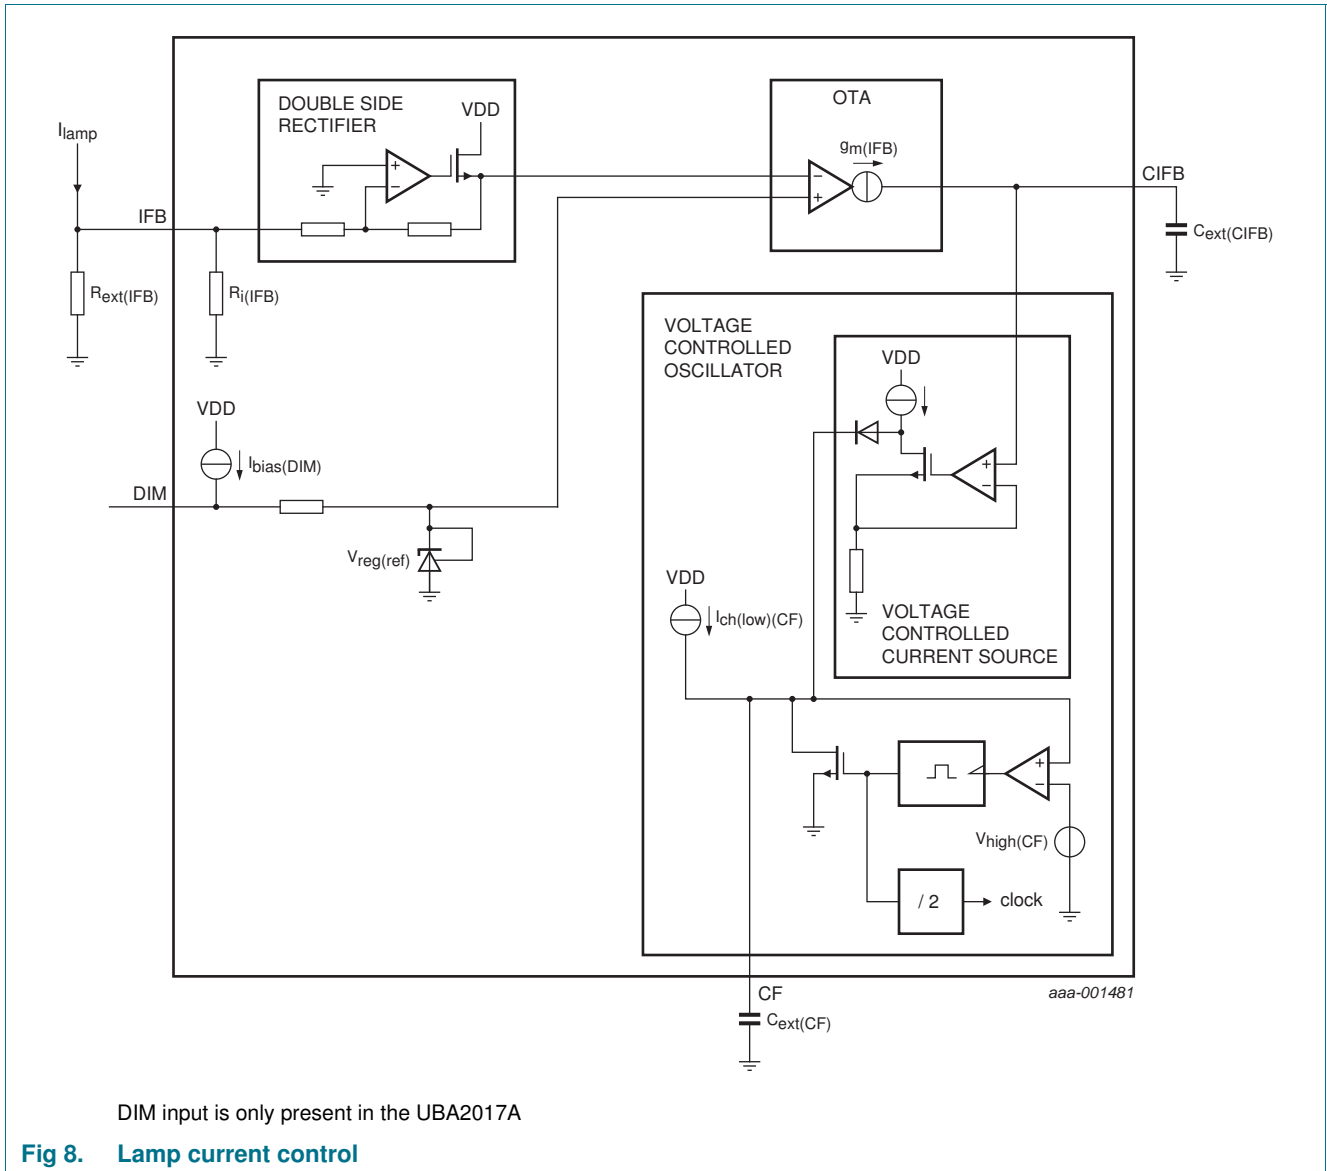 DOUBLE SIDE
RECTIFIER
VDD
+
−
OTA
gm(IFB)
−
+
Ilamp
IFB
CIFB
Cext(CIFB)
Rext(IFB)
Ri(IFB)
VOLTAGE
CONTROLLED
OSCILLATOR
VDD
+
−
VDD
Ibias(DIM)
DIM
Vreg(ref)
VDD
Ich(low)(CF)
VOLTAGE
CONTROLLED
CURRENT SOURCE
+
−
Vhigh(CF)
/ 2
clock
CF
Cext(CF)
aaa-001481
DIM input is only present in the UBA2017A
Fig 8. Lamp current control